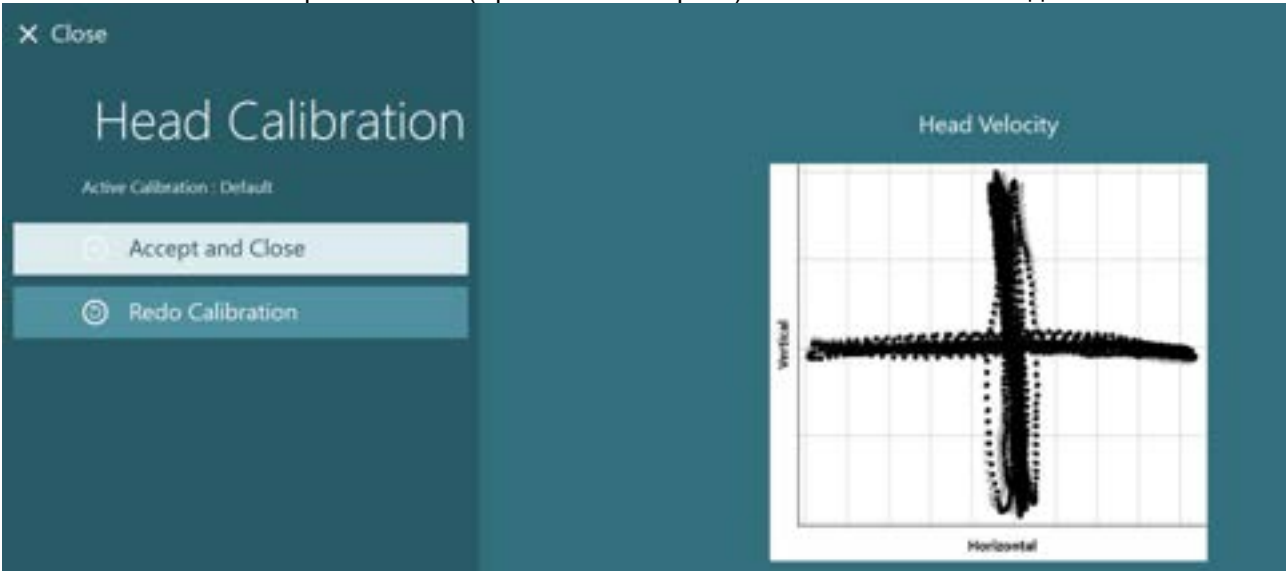 Close
Head Calibration
Active Calibration : Default
Accept and Close
Redo Calibration
Head Velocity
Vertical
Horizontal